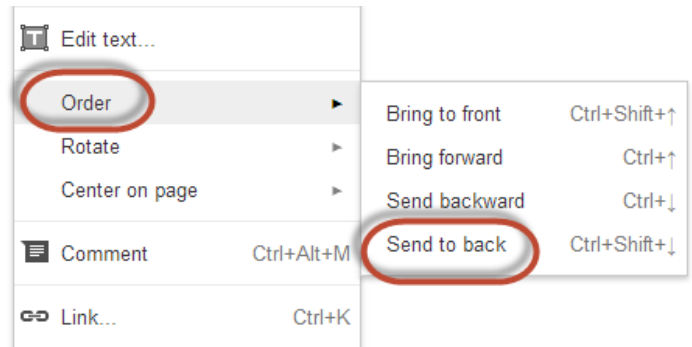 Edit text...
Order ►
Rotate ►
Center on page ►
Comment Ctrl+Alt+M
Link... Ctrl+K
Bring to front Ctrl+Shift+↑
Bring forward Ctrl+↑
Send backward Ctrl+↓
Send to back Ctrl+Shift+↓